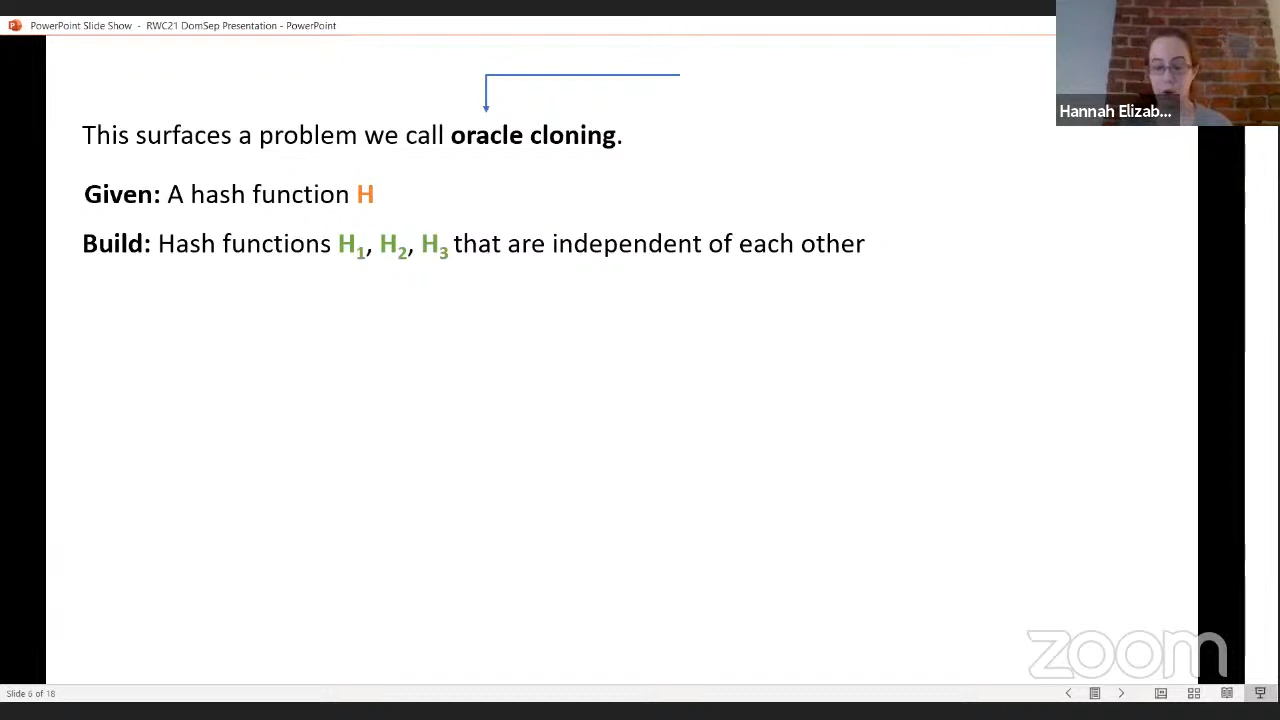 PowerPoint Slide Show - RWC21 DomSep Presentation - PowerPoint
Hannah Elizab...
This surfaces a problem we call oracle cloning.
Given: A hash function H
Build: Hash functions H₁, H₂, H₃ that are independent of each other
zoom
Slide 6 of 18